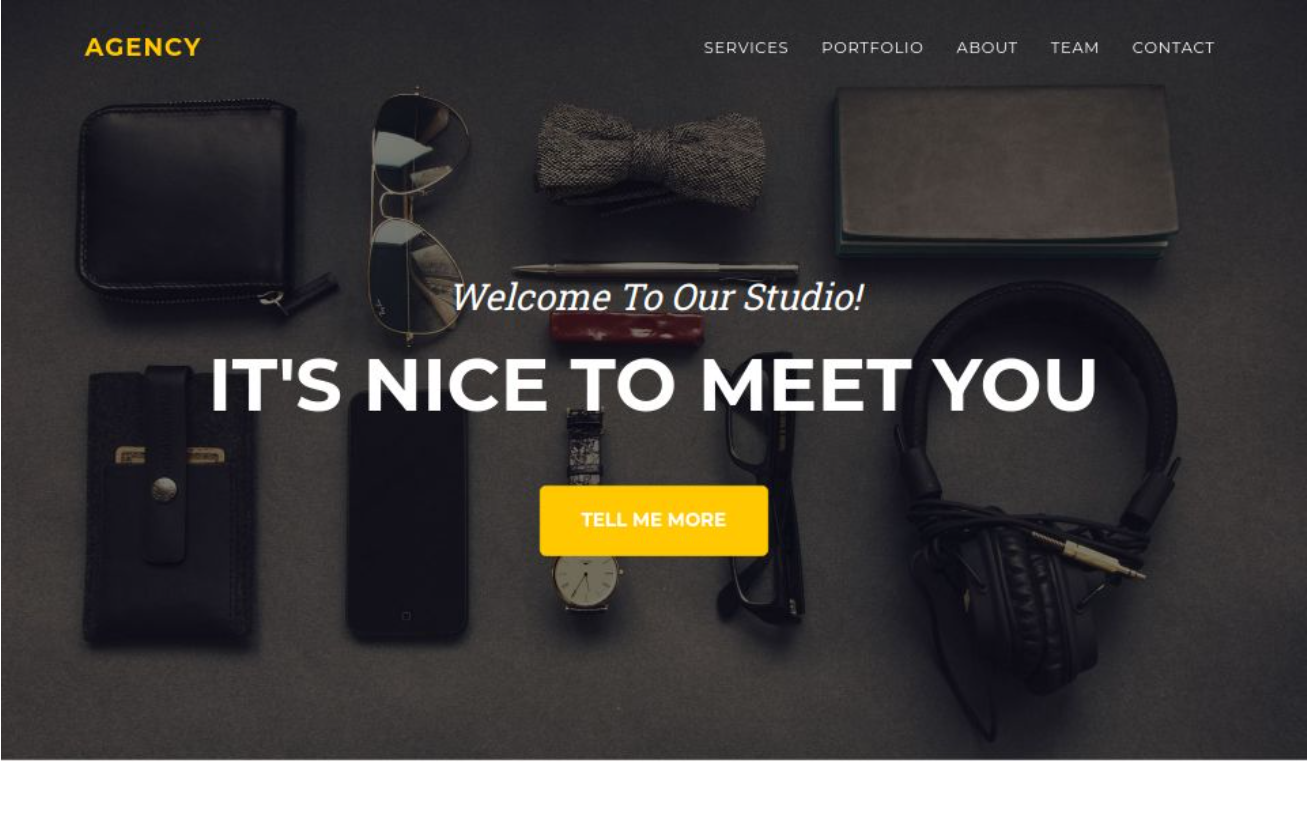 AGENCY
SERVICES PORTFOLIO ABOUT TEAM CONTACT
Welcome To Our Studio!
IT'S NICE TO MEET YOU
TELL ME MORE